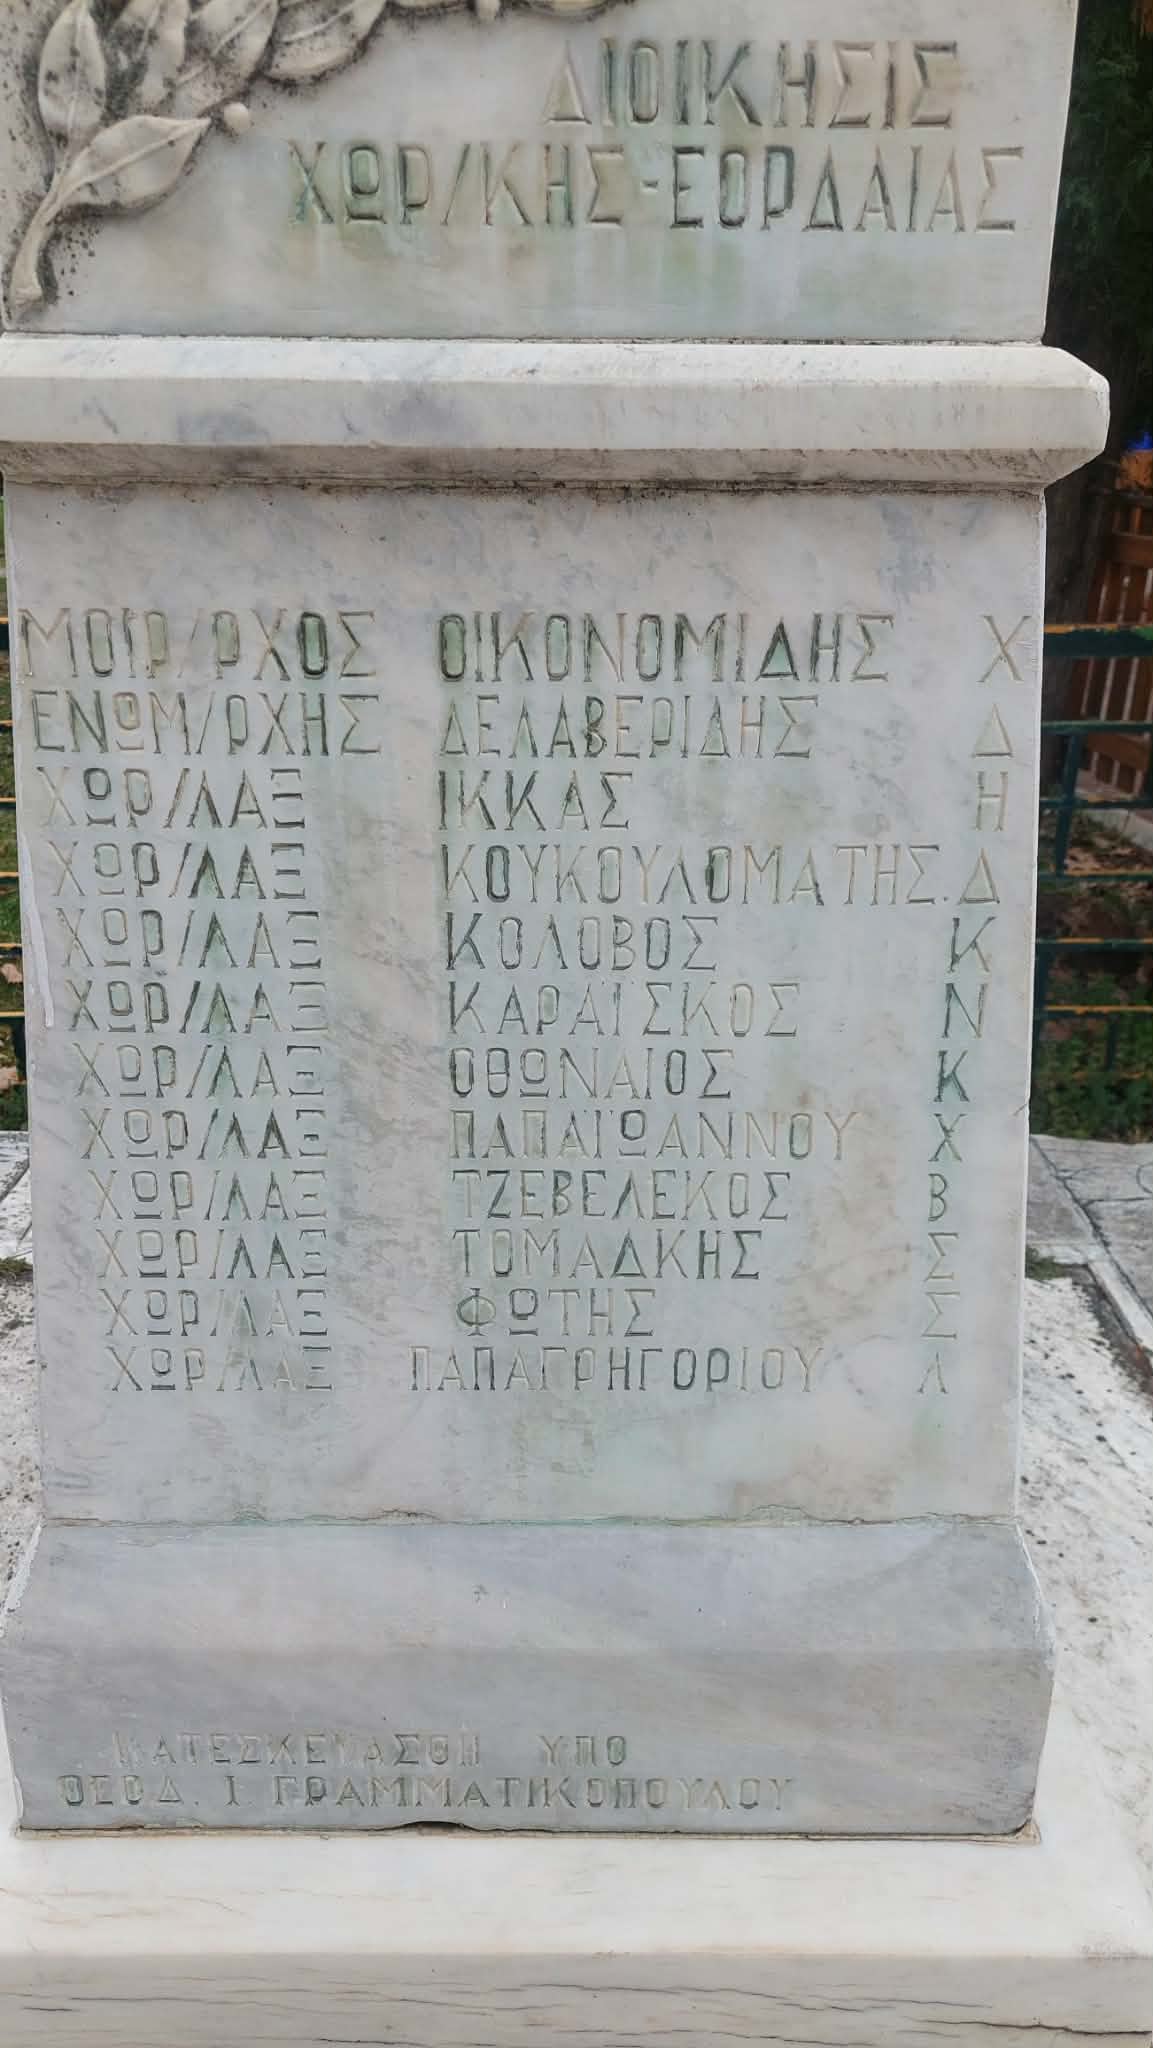 ΔΙΟΙΚΗΣΙΣ
ΧΩΡ/ΚΗΣ-ΕΟΡΔΑΙΑΣ
ΜΟΙΡ/ΡΧΟΣ ΟΙΚΟΝΟΜΙΔΗΣ Χ
ΕΝΩΜ/ΡΧΗΣ ΔΕΛΑΒΕΡΙΔΗΣ Δ
ΧΩΡ/ΛΑΞ ΙΚΚΑΣ Η
ΧΩΡ/ΛΑΞ ΚΟΥΚΟΥΛΟΜΑΤΗΣ. Δ
ΧΩΡ/ΛΑΞ ΚΟΛΟΒΟΣ Κ
ΧΩΡ/ΛΑΞ ΚΑΡΑΪΣΚΟΣ Ν
ΧΩΡ/ΛΑΞ ΟΘΩΝΑΙΟΣ Κ
ΧΩΡ/ΛΑΞ ΠΑΠΑΪΩΑΝΝΟΥ Χ
ΧΩΡ/ΛΑΞ ΤΖΕΒΕΛΕΚΟΣ Β
ΧΩΡ/ΛΑΞ ΤΟΜΑΔΚΗΣ Σ
ΧΩΡ/ΛΑΞ ΦΩΤΗΣ Σ
ΧΩΡ/ΛΑΞ ΠΑΠΑΓΡΗΓΟΡΙΟΥ Λ
ΚΑΤΕΣΚΕΥΑΣΘΗ ΥΠΟ
ΘΕΟΔ. Ι. ΓΡΑΜΜΑΤΙΚΟΠΟΥΛΟΥ